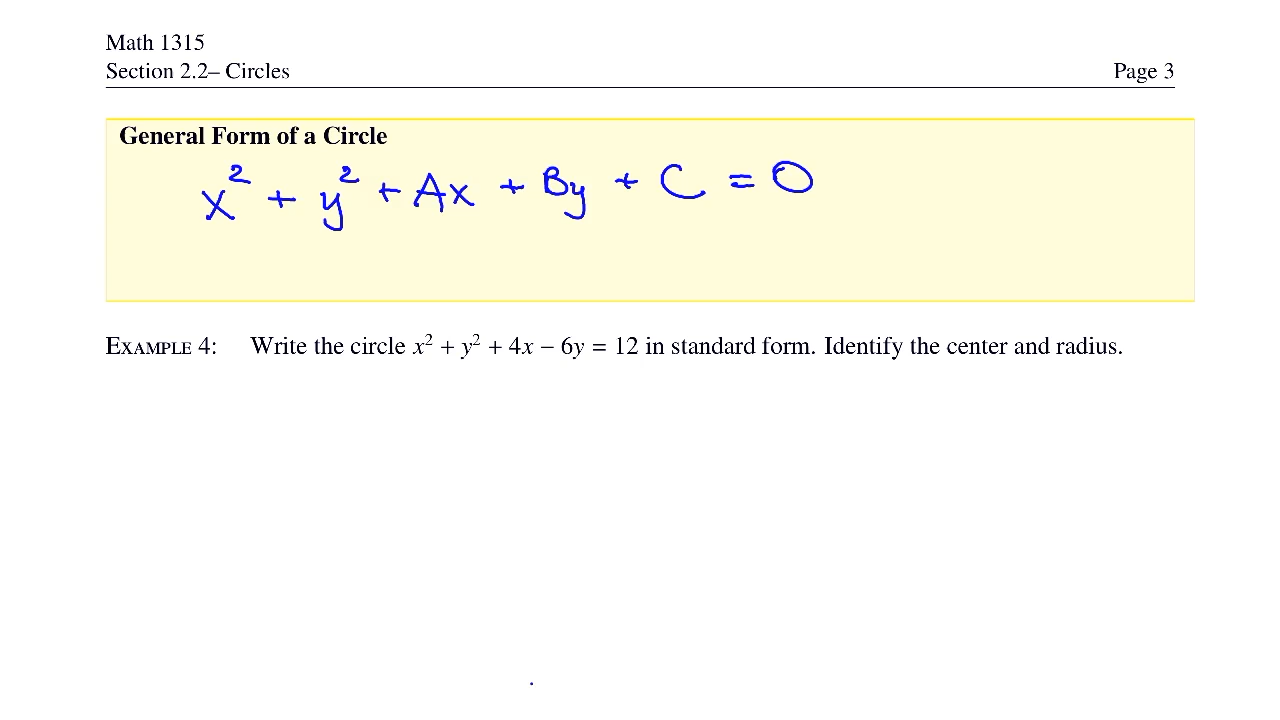 Math 1315
Section 2.2– Circles Page 3
General Form of a Circle
x² + y² + Ax + By + C = 0
Example 4: Write the circle x² + y² + 4x − 6y = 12 in standard form. Identify the center and radius.